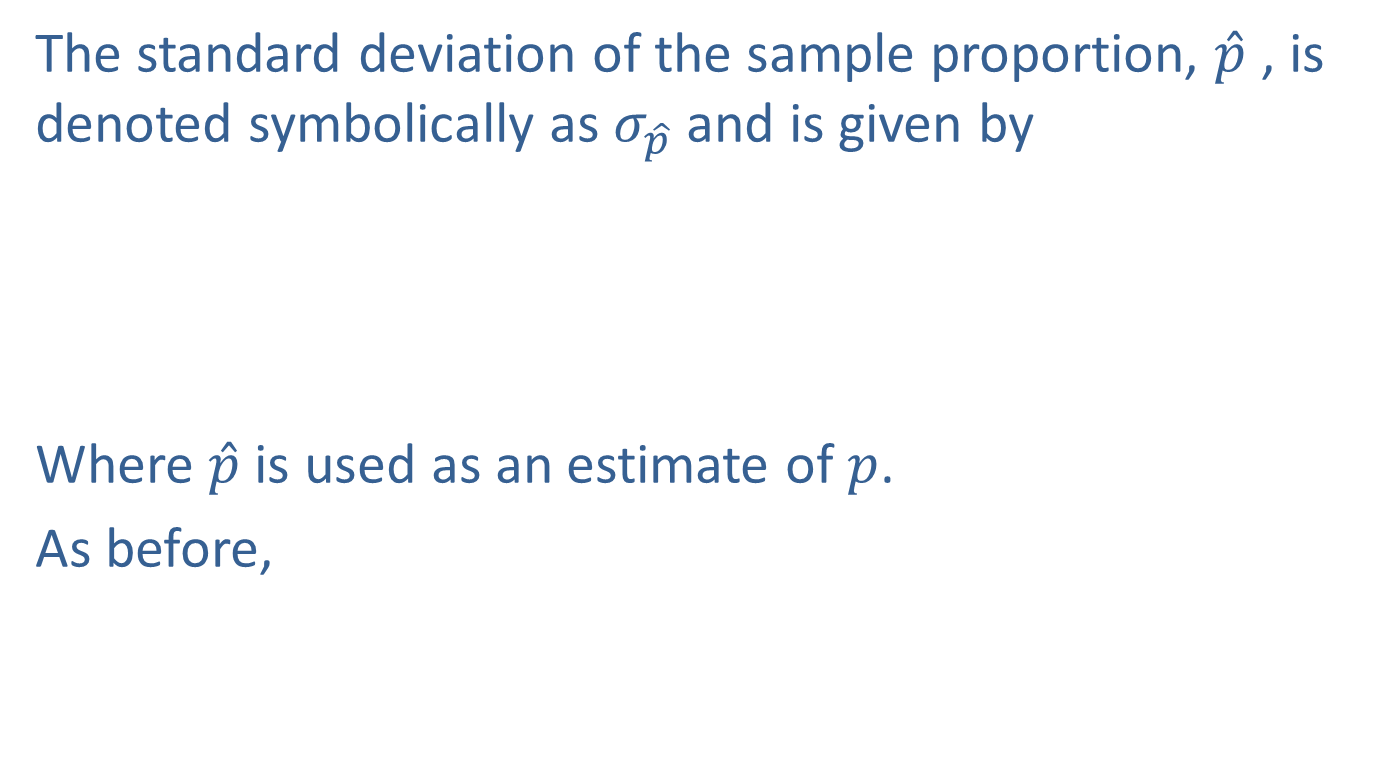 The standard deviation of the sample proportion, p̂ , is
denoted symbolically as σp̂ and is given by
Where p̂ is used as an estimate of p.
As before,